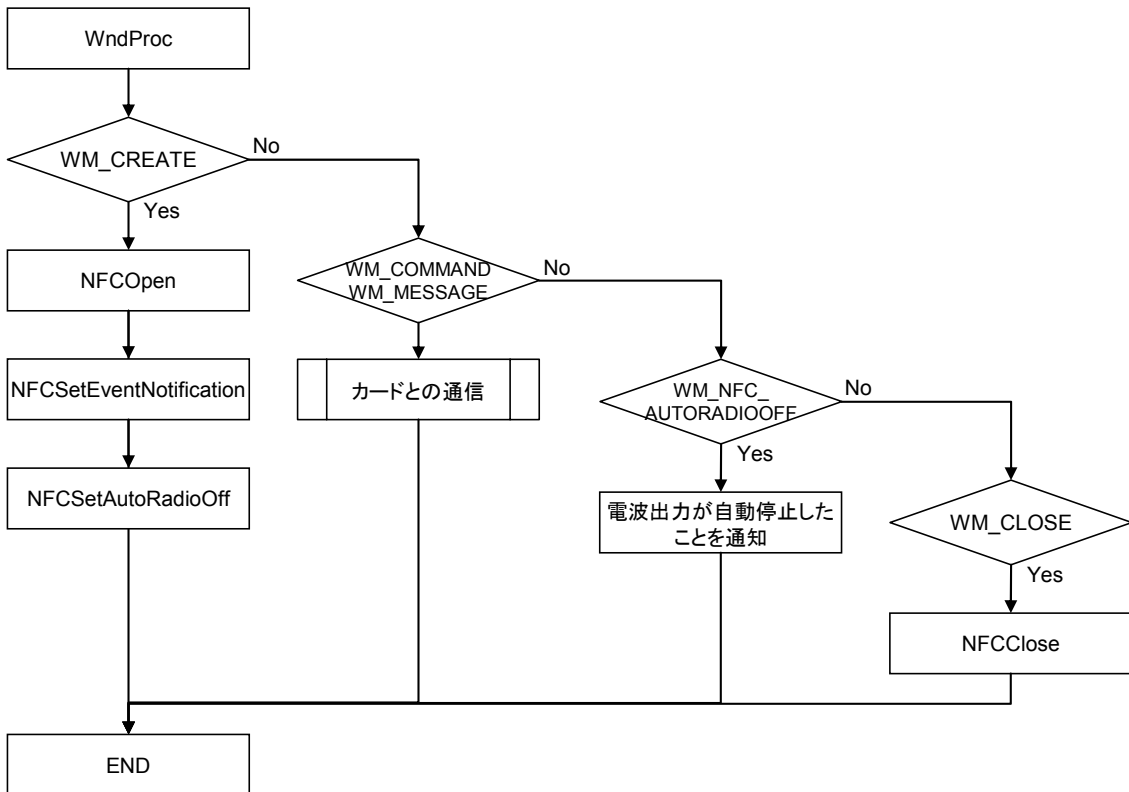 WndProc
WM_CREATE
No
Yes
NFCOpen
WM_COMMAND
WM_MESSAGE
No
NFCSetEventNotification
カードとの通信
WM_NFC_
AUTORADIOOFF
No
Yes
NFCSetAutoRadioOff
電波出力が自動停止した
ことを通知
WM_CLOSE
Yes
NFCClose
END